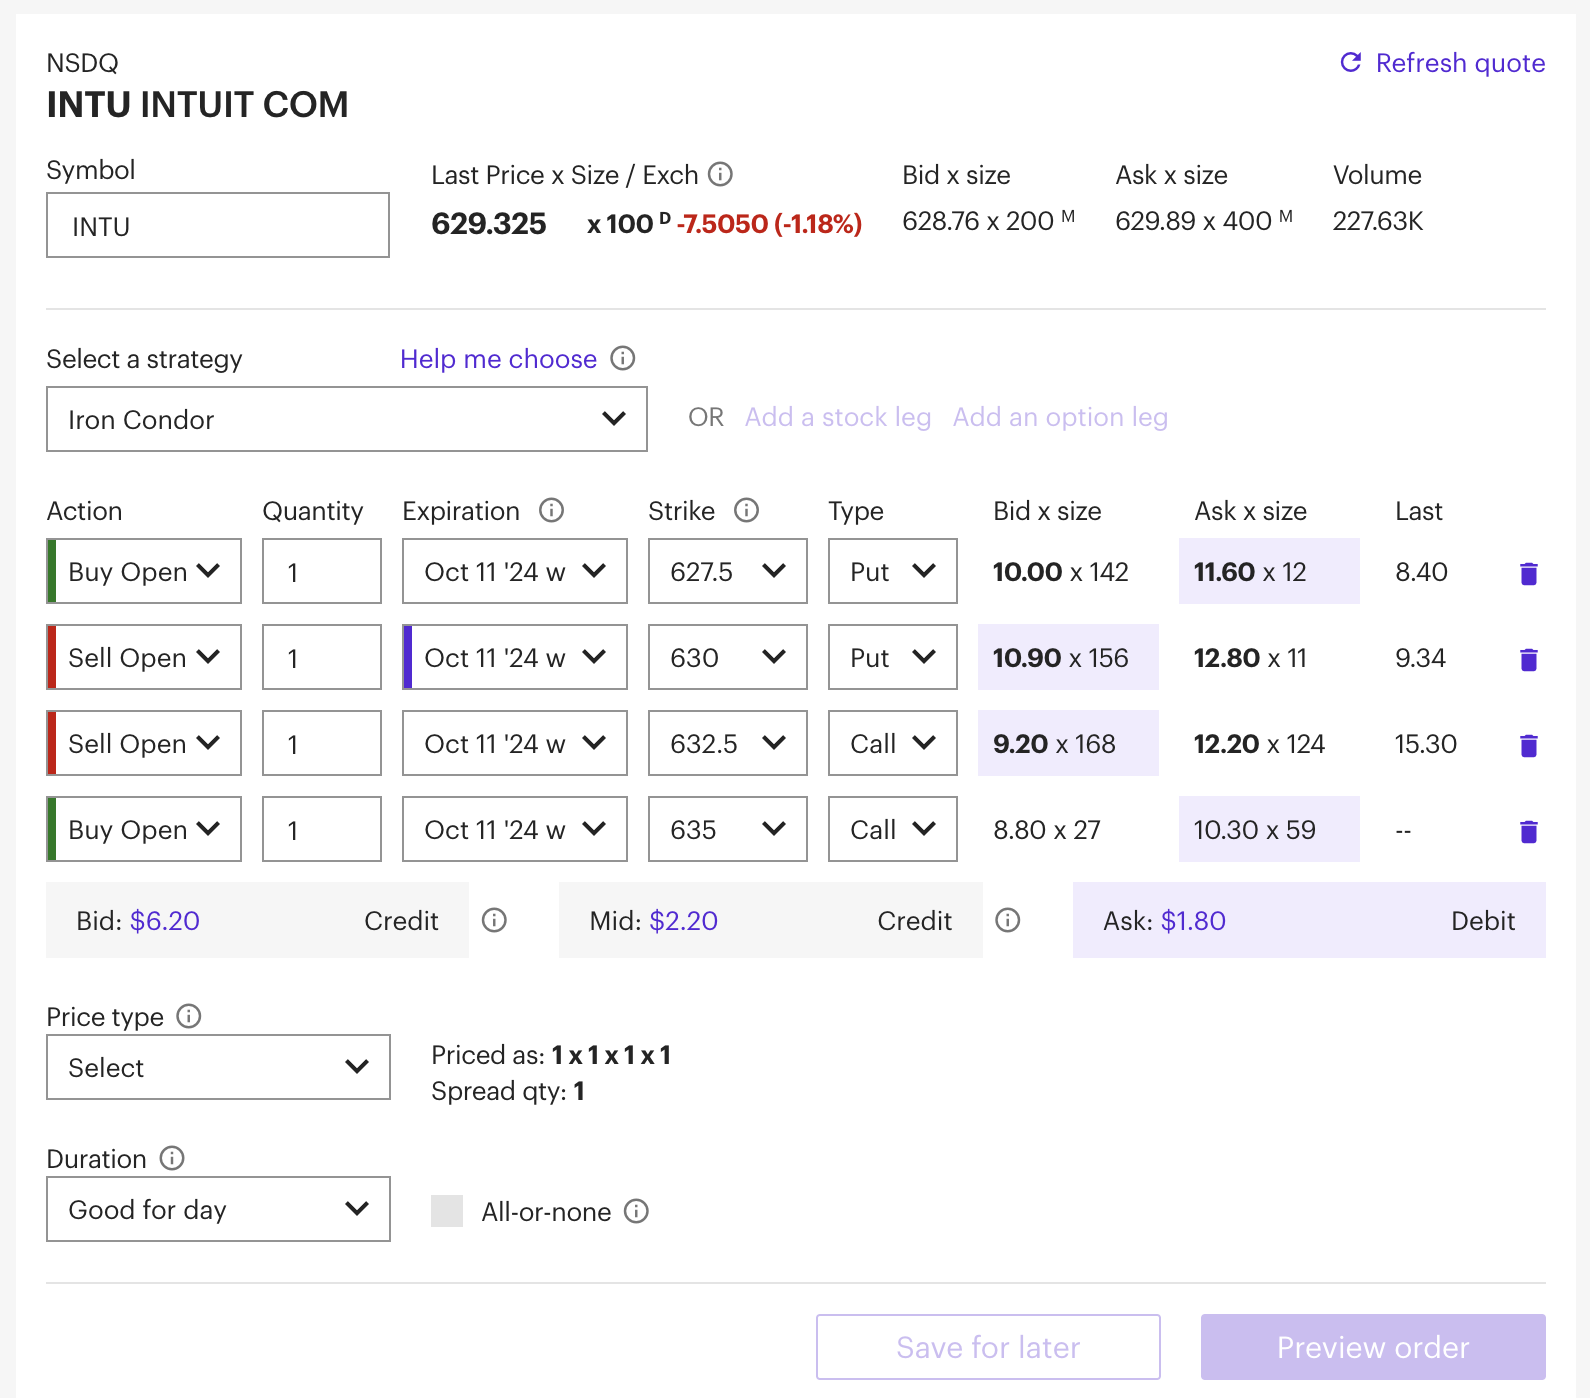 NSDQ
Refresh quote
INTU INTUIT COM
Symbol
Last Price x Size / Exch
Bid x size
Ask x size
Volume
INTU
629.325 x 100 D -7.5050 (-1.18%)
628.76 x 200 M
629.89 x 400 M
227.63K
Select a strategy
Help me choose
Iron Condor
OR Add a stock leg Add an option leg
Action Quantity Expiration Strike Type Bid x size Ask x size Last
Buy Open 1 Oct 11 '24 w 627.5 Put 10.00 x 142 11.60 x 12 8.40
Sell Open 1 Oct 11 '24 w 630 Put 10.90 x 156 12.80 x 11 9.34
Sell Open 1 Oct 11 '24 w 632.5 Call 9.20 x 168 12.20 x 124 15.30
Buy Open 1 Oct 11 '24 w 635 Call 8.80 x 27 10.30 x 59 --
Bid: $6.20 Credit
Mid: $2.20 Credit
Ask: $1.80 Debit
Price type
Select
Priced as: 1 x 1 x 1 x 1
Spread qty: 1
Duration
Good for day
All-or-none
Save for later
Preview order